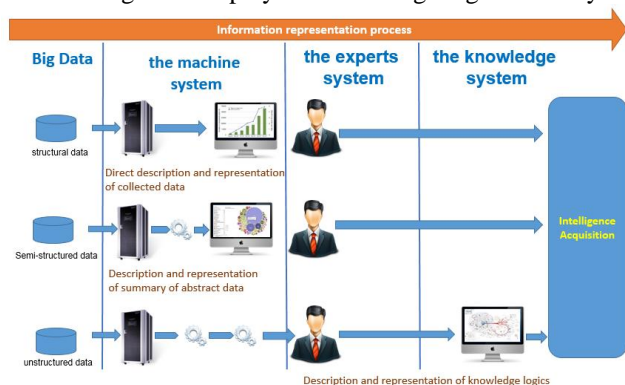 Information representation process
Big Data
the machine
system
the experts
system
the knowledge
system
structural data
Direct description and representation
of collected data
Semi-structured data
Description and representation
of summary of abstract data
Intelligence
Acquisition
unstructured data
Description and representation of knowledge logics